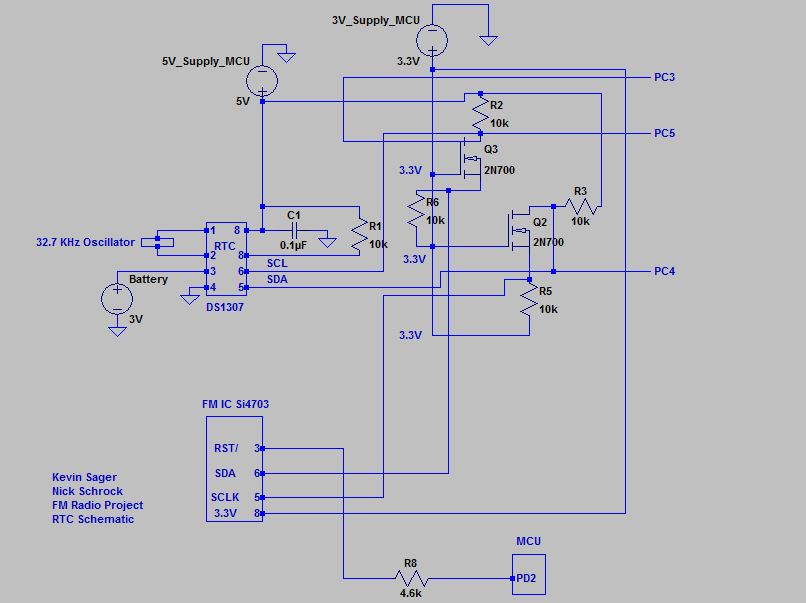 3V_Supply_MCU
3.3V
5V_Supply_MCU
5V
PC3
R2
10k
PC5
Q3
2N700
3.3V
R6
10k
R3
10k
Q2
2N700
3.3V
C1
0.1µF
R1
10k
32.7 KHz Oscillator
1 8
RTC
2 8
3 6
4 5
SCL
SDA
DS1307
PC4
Battery
3V
R5
10k
3.3V
FM IC Si4703
RST/ 3
SDA 6
SCLK 5
3.3V 8
Kevin Sager
Nick Schrock
FM Radio Project
RTC Schematic
R8
4.6k
MCU
PD2